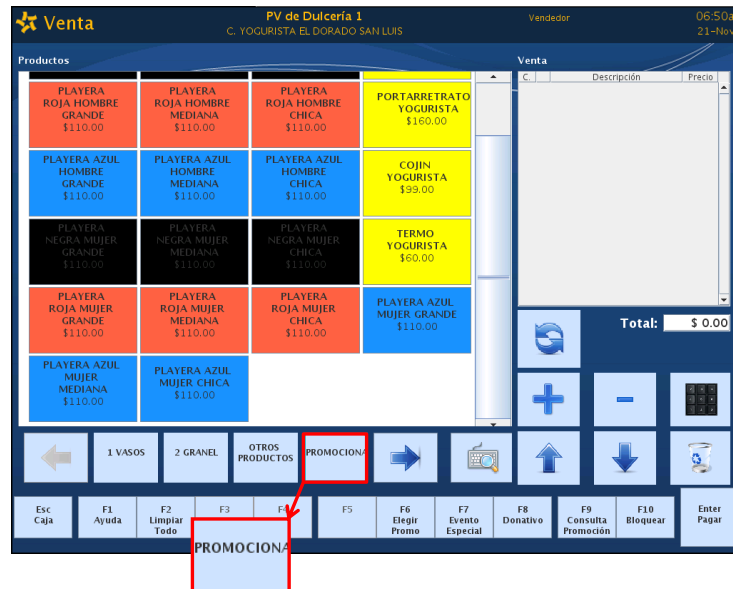 Venta
PV de Dulcería 1
C. YOGURISTA EL DORADO SAN LUIS
Vendedor
06:50a
21-Nov
Productos
Venta
PLAYERA
ROJA HOMBRE
GRANDE
$110.00
PLAYERA
ROJA HOMBRE
MEDIANA
$110.00
PLAYERA
ROJA HOMBRE
CHICA
$110.00
PORTARRETRATO
YOGURISTA
$160.00
PLAYERA AZUL
HOMBRE
GRANDE
$110.00
PLAYERA AZUL
HOMBRE
MEDIANA
$110.00
PLAYERA AZUL
HOMBRE
CHICA
$110.00
COJIN
YOGURISTA
$99.00
PLAYERA
NEGRA MUJER
GRANDE
$110.00
PLAYERA
NEGRA MUJER
MEDIANA
$110.00
PLAYERA
NEGRA MUJER
CHICA
$110.00
TERMO
YOGURISTA
$60.00
PLAYERA
ROJA MUJER
GRANDE
$110.00
PLAYERA
ROJA MUJER
MEDIANA
$110.00
PLAYERA
ROJA MUJER
CHICA
$110.00
PLAYERA AZUL
MUJER GRANDE
$110.00
PLAYERA AZUL
MUJER
MEDIANA
$110.00
PLAYERA AZUL
MUJER CHICA
$110.00
C. Descripción Precio
Total: $ 0.00
1 VASOS
2 GRANEL
OTROS
PRODUCTOS
PROMOCIONA
Esc
Caja
F1
Ayuda
F2
Limpiar
Todo
F3
F4
F5
F6
Elegir
Promo
F7
Evento
Especial
F8
Donativo
F9
Consulta
Promoción
F10
Bloquear
Enter
Pagar
PROMOCIONA